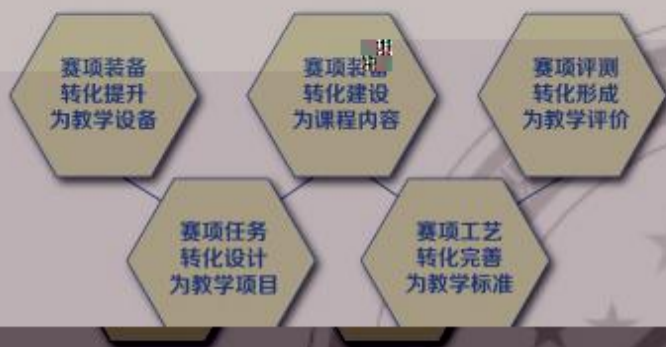 赛项装备
转化提升
为教学设备
赛项装
转化建设
为课程内容
赛项评测
转化形成
为教学评价
赛项任务
转化设计
为教学项目
赛项工艺
转化完善
为教学标准